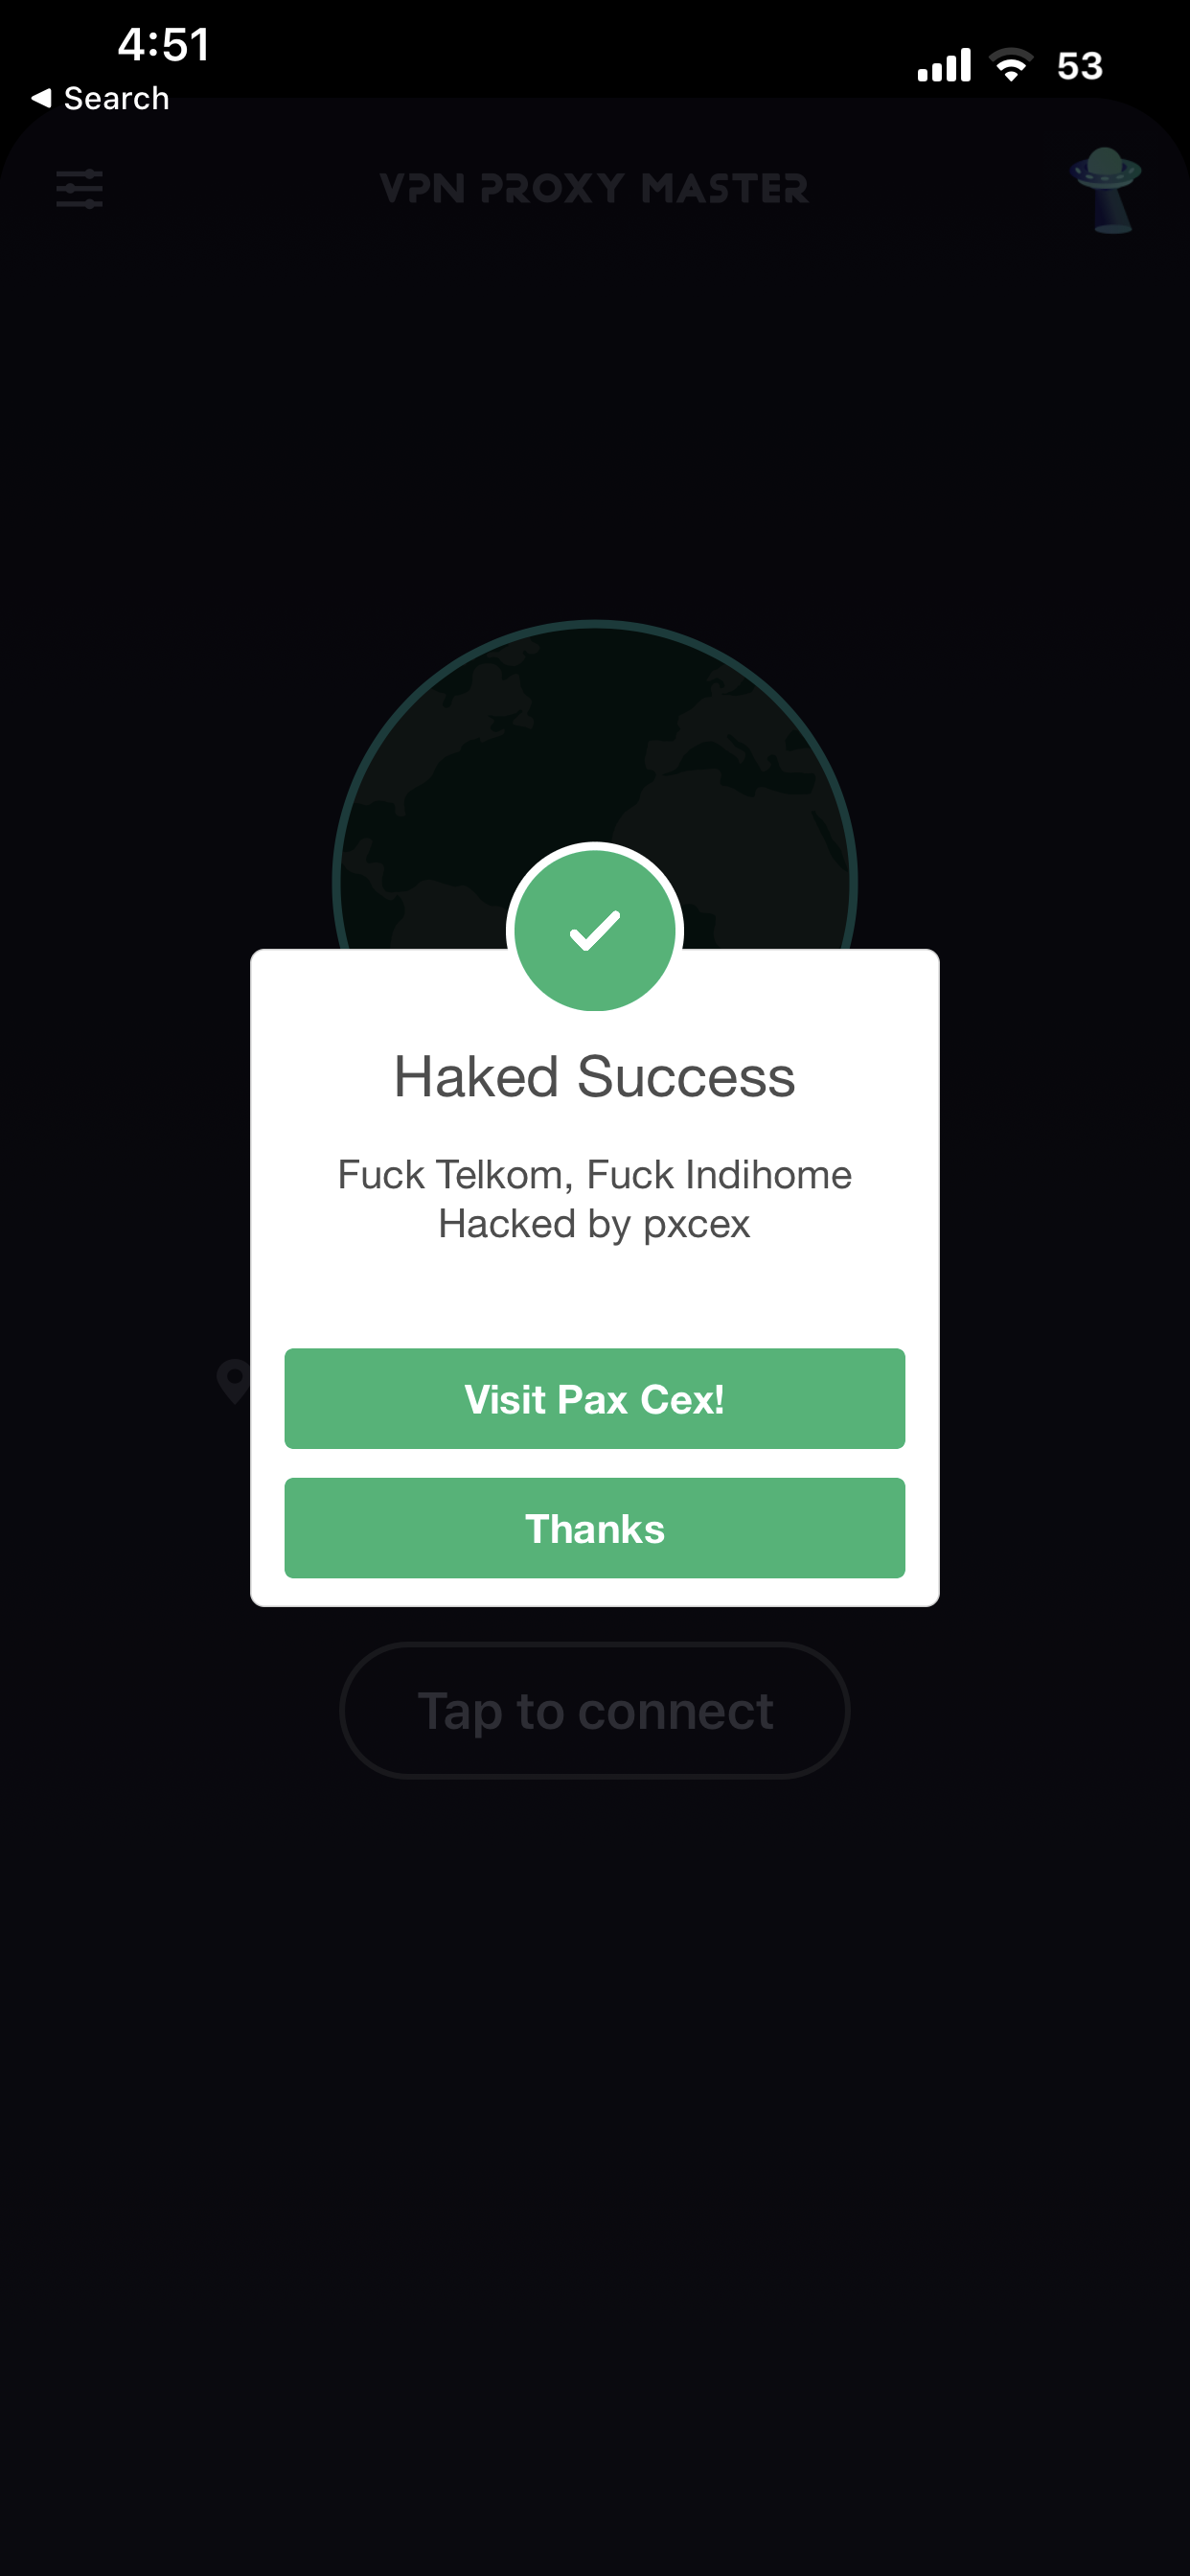 4:51
53
Search
VPN PROXY MASTER
Haked Success
Fuck Telkom, Fuck Indihome
Hacked by pxcex
Visit Pax Cex!
Thanks
Tap to connect